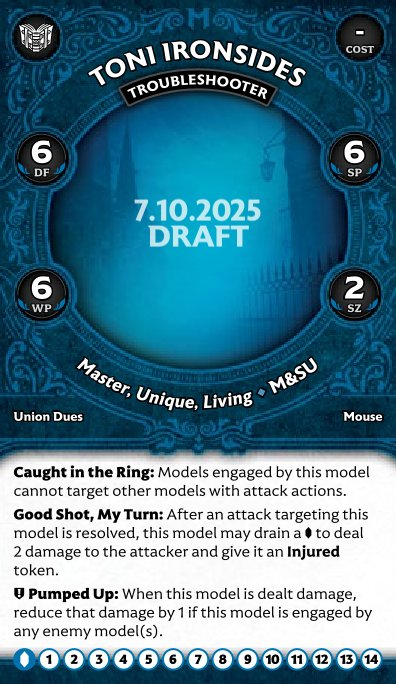 -
COST
TONI IRONSIDES
TROUBLESHOOTER
6
DF
6
SP
7.10.2025
DRAFT
6
WP
2
SZ
Master, Unique, Living ⬥ M&SU
Union Dues
Mouse
Caught in the Ring: Models engaged by this model
cannot target other models with attack actions.
Good Shot, My Turn: After an attack targeting this
model is resolved, this model may drain a to deal
2 damage to the attacker and give it an Injured
token.
Pumped Up: When this model is dealt damage,
reduce that damage by 1 if this model is engaged by
any enemy model(s).
1 2 3 4 5 6 7 8 9 10 11 12 13 14